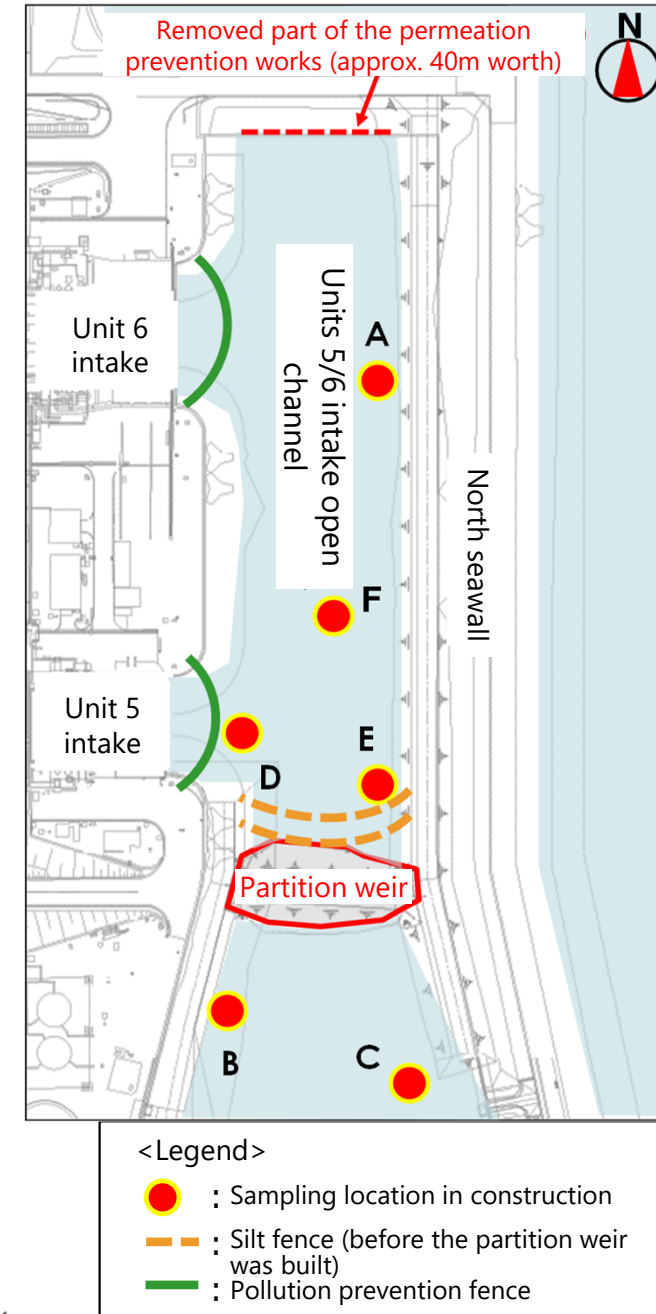 Removed part of the permeation
prevention works (approx. 40m worth)
N
Unit 6
intake
Units 5/6 intake open
channel
A
North seawall
F
Unit 5
intake
E
D
Partition weir
B
C
<Legend>
: Sampling location in construction
: Silt fence (before the partition weir
was built)
: Pollution prevention fence